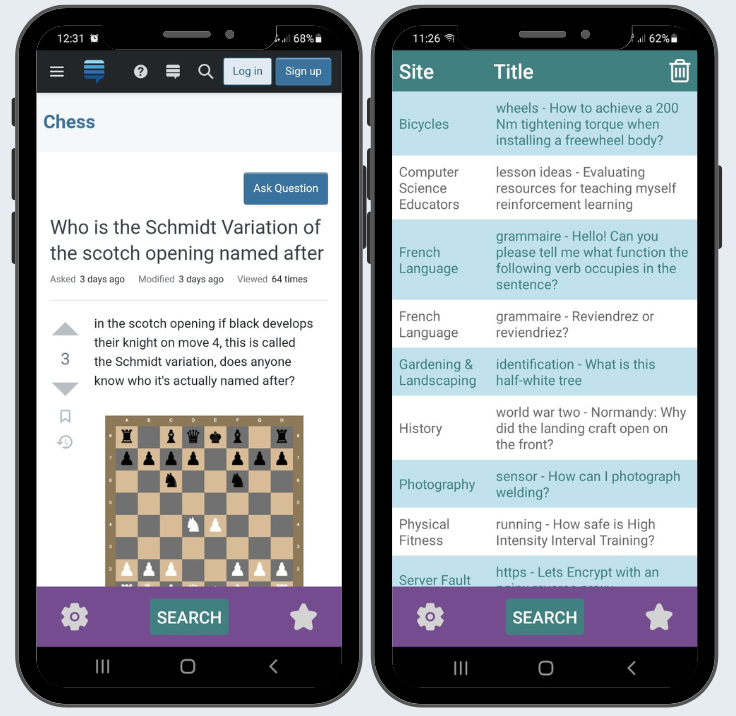 12:31
68%
Log in
Sign up
Chess
Ask Question
Who is the Schmidt Variation of
the scotch opening named after
Asked 3 days ago Modified 3 days ago Viewed 64 times
3
in the scotch opening if black develops
their knight on move 4, this is called
the Schmidt variation, does anyone
know who it's actually named after?
A B C D E F G H
8
7
6
5
4
3
2
SEARCH
11:26
62%
Site Title
Bicycles
wheels - How to achieve a 200
Nm tightening torque when
installing a freewheel body?
Computer
Science
Educators
lesson ideas - Evaluating
resources for teaching myself
reinforcement learning
French
Language
grammaire - Hello! Can you
please tell me what function the
following verb occupies in the
sentence?
French
Language
grammaire - Reviendrez or
reviendriez?
Gardening &
Landscaping
identification - What is this
half-white tree
History
world war two - Normandy: Why
did the landing craft open on
the front?
Photography
sensor - How can I photograph
welding?
Physical
Fitness
running - How safe is High
Intensity Interval Training?
Server Fault
https - Lets Encrypt with an
SEARCH